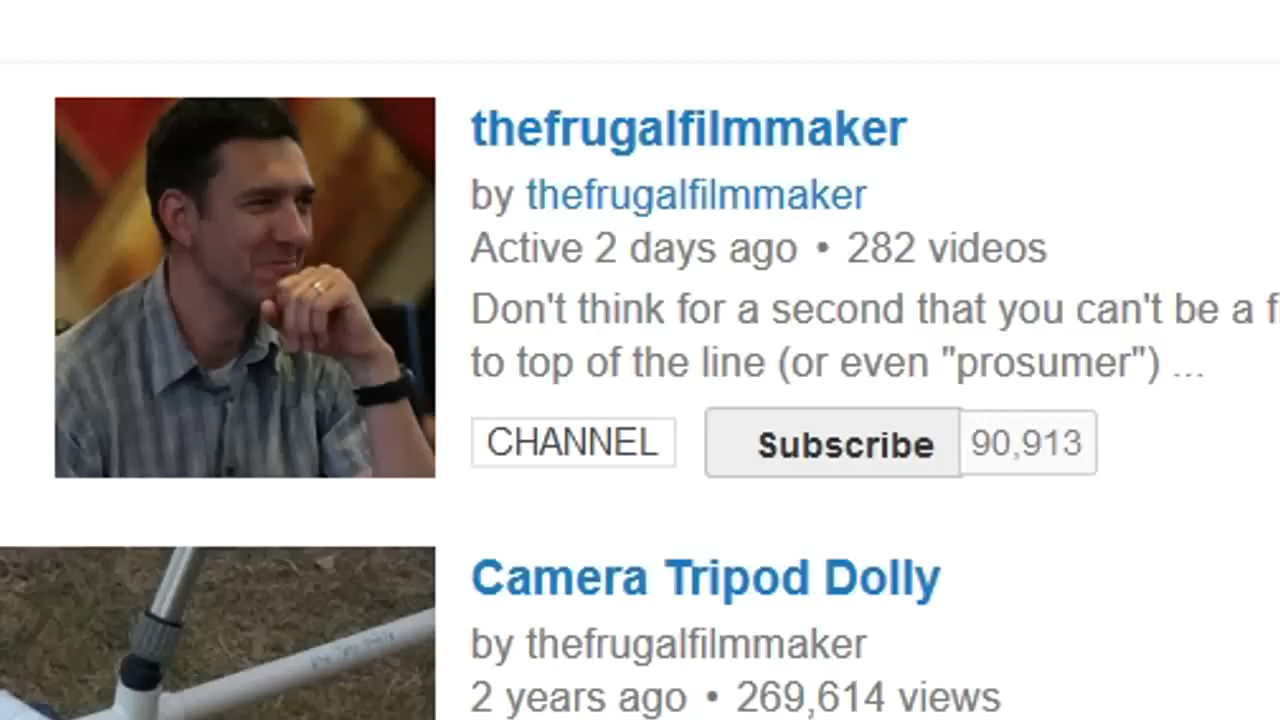 thefrugalfilmmaker
by thefrugalfilmmaker
Active 2 days ago • 282 videos
Don't think for a second that you can't be a f
to top of the line (or even "prosumer") ...
CHANNEL Subscribe 90,913
Camera Tripod Dolly
by thefrugalfilmmaker
2 years ago • 269,614 views